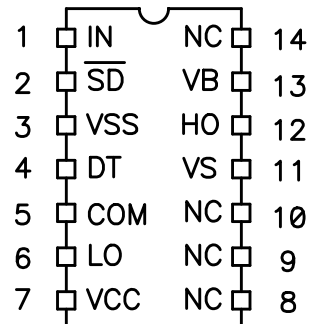 1 IN NC 14
2 S̅D̅ VB 13
3 VSS HO 12
4 DT VS 11
5 COM NC 10
6 LO NC 9
7 VCC NC 8